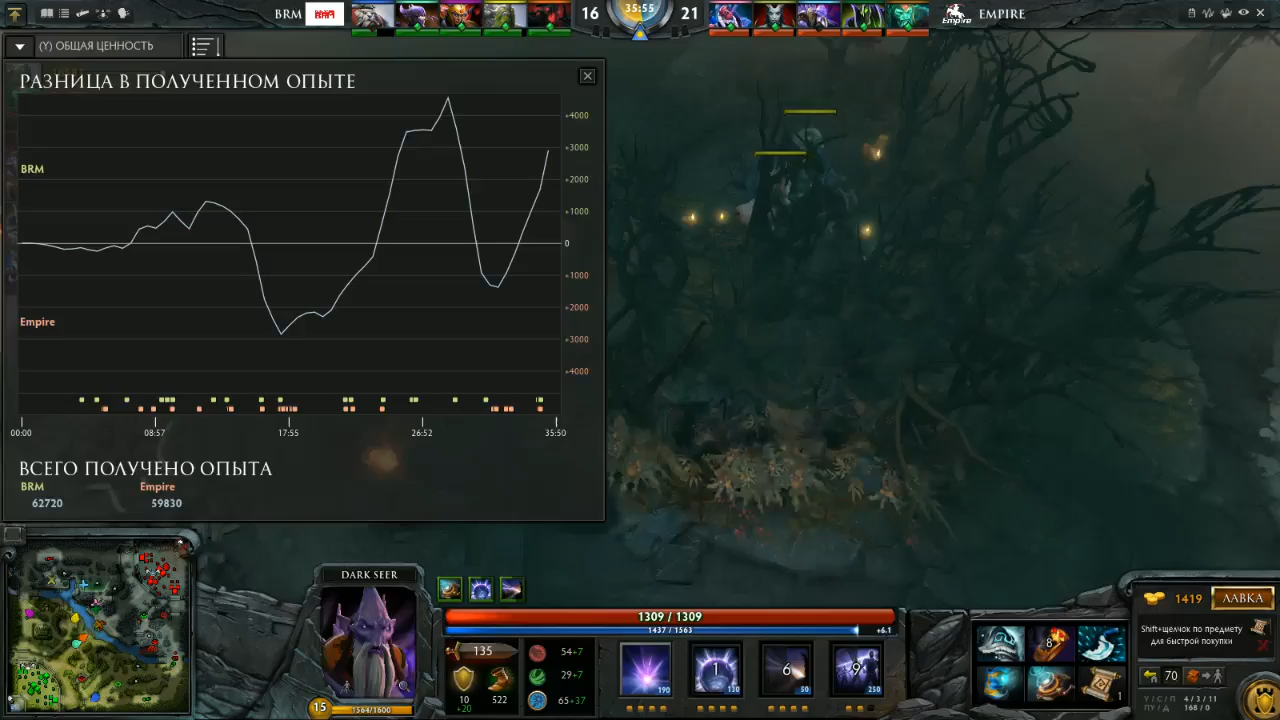 BRM
16
35:55
21
Empire
EMPIRE
(Y) ОБЩАЯ ЦЕННОСТЬ
РАЗНИЦА В ПОЛУЧЕННОМ ОПЫТЕ
+4000
+3000
BRM
+2000
+1000
0
+1000
+2000
Empire
+3000
+4000
00:00 08:57 17:55 26:52 35:50
ВСЕГО ПОЛУЧЕНО ОПЫТА
BRM Empire
62720 59830
DARK SEER
1309 / 1309
1437 / 1563 +6.1
135
10
+20
522
54+7
29+7
65+37
190
1
120
6
50
9
250
15
1564/1600
8
1
1419
ЛАВКА
Shift+щелчок по предмету
для быстрой покупки
70
У / С / П 4 / 3 / 11
ПУ / Д 168 / 0